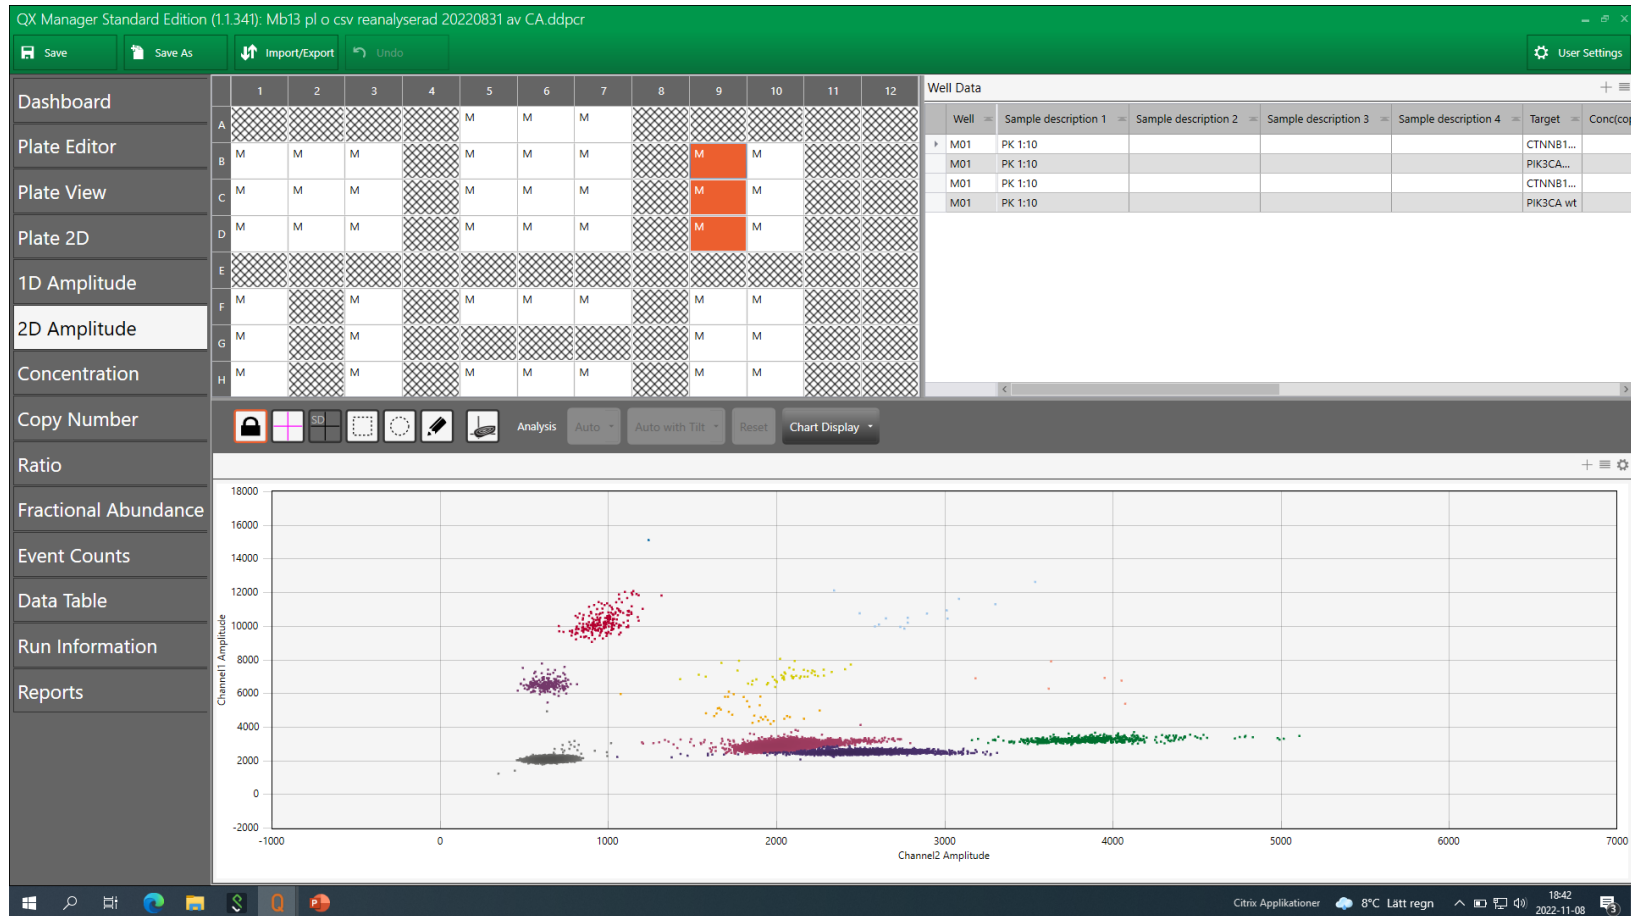 QX Manager Standard Edition (1.1.341): Mb13 pl o csv reanalyserad 20220831 av CA.ddpcr
Save
Save As
Import/Export
Undo
User Settings
Dashboard
Plate Editor
Plate View
Plate 2D
1D Amplitude
2D Amplitude
Concentration
Copy Number
Ratio
Fractional Abundance
Event Counts
Data Table
Run Information
Reports
1 2 3 4 5 6 7 8 9 10 11 12
A M M M
B M M M M M M M M
C M M M M M M M M
D M M M M M M M M
E
F M M M M M M M
G M M M M
H M M M M M M M
Well Data
Well Sample description 1 Sample description 2 Sample description 3 Sample description 4 Target Conc(cop
M01 PK 1:10 CTNNB1...
M01 PK 1:10 PIK3CA...
M01 PK 1:10 CTNNB1...
M01 PK 1:10 PIK3CA wt
SD
Analysis
Auto
Auto with Tilt
Reset
Chart Display
18000
16000
14000
12000
10000
8000
6000
4000
2000
0
-2000
Channel1 Amplitude
-1000 0 1000 2000 3000 4000 5000 6000 7000
Channel2 Amplitude
Citrix Applikationer
8°C Lätt regn
18:42
2022-11-08
3